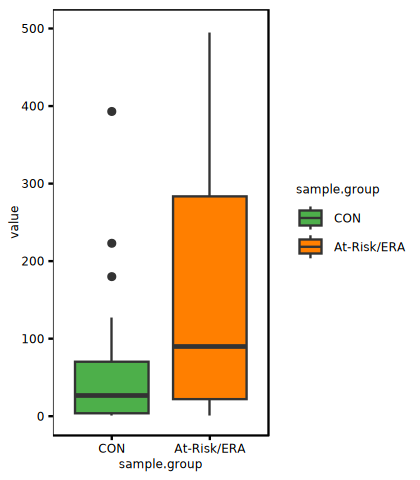 value
500
400
300
200
100
0
CON
At-Risk/ERA
sample.group
sample.group
CON
At-Risk/ERA